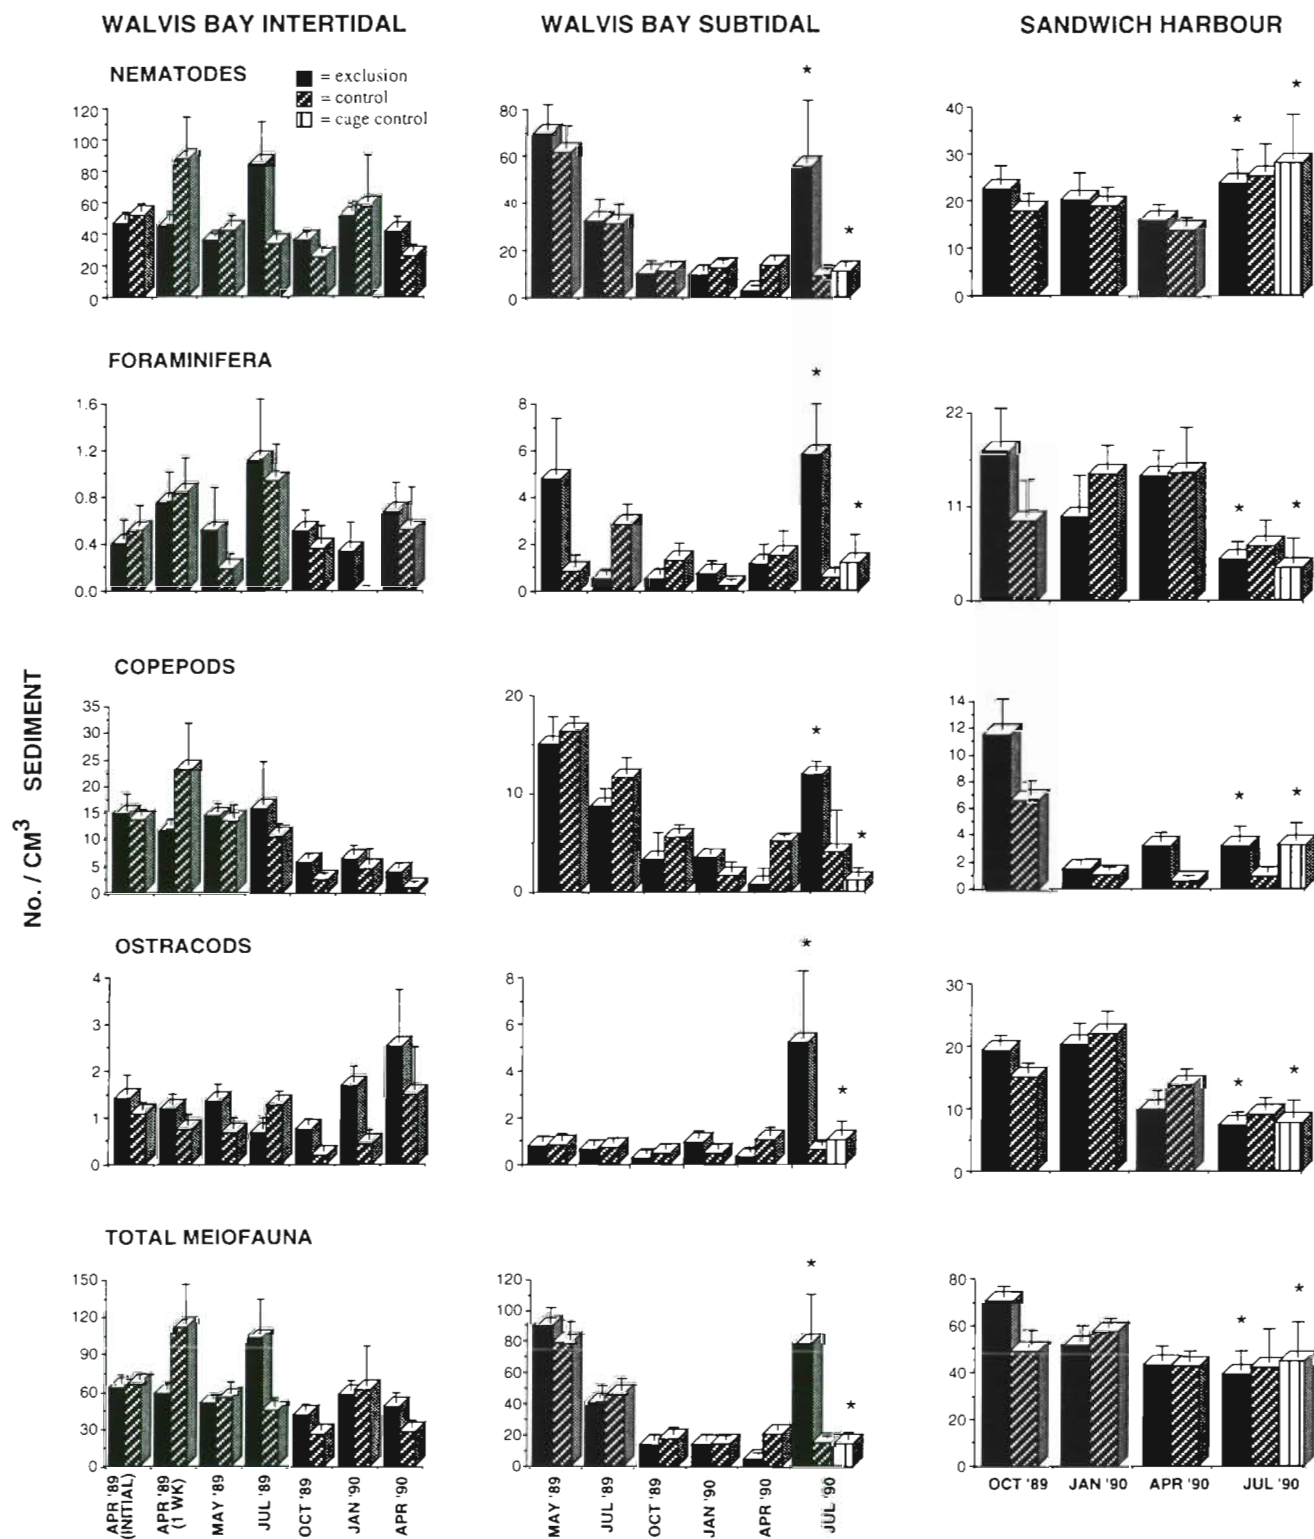 WALVIS BAY INTERTIDAL
WALVIS BAY SUBTIDAL
SANDWICH HARBOUR
NEMATODES
= exclusion
= control
= cage control
120
100
80
60
40
20
0
80
60
40
20
0
40
30
20
10
0
* * * *
FORAMINIFERA
1.6
1.2
0.8
0.4
0.0
8
6
4
2
0
22
11
0
* * * *
No. / CM³ SEDIMENT
COPEPODS
35
30
25
20
15
10
5
0
20
10
0
14
12
10
8
6
4
2
0
* * * *
OSTRACODS
4
3
2
1
0
8
6
4
2
0
30
20
10
0
* * * *
TOTAL MEIOFAUNA
150
120
90
60
30
0
120
100
80
60
40
20
0
80
60
40
20
0
* * * *
APR '89
(INITIAL)
APR '89
(1 WK)
MAY '89
JUL '89
OCT '89
JAN '90
APR '90
MAY '89
JUL '89
OCT '89
JAN '90
APR '90
JUL '90
OCT '89
JAN '90
APR '90
JUL '90